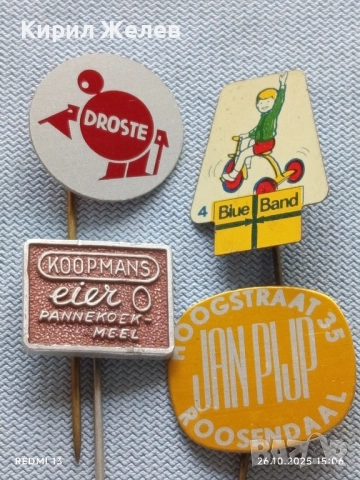 Кирил Желев
DROSTE
4 Blue Band
KOOPMANS
eier
PANNEKOEK-
MEEL
HOOGSTRAAT 35
JAN PIJP
ROOSENDAAL
REDMI 13
26.10.2025 15:06
bazar